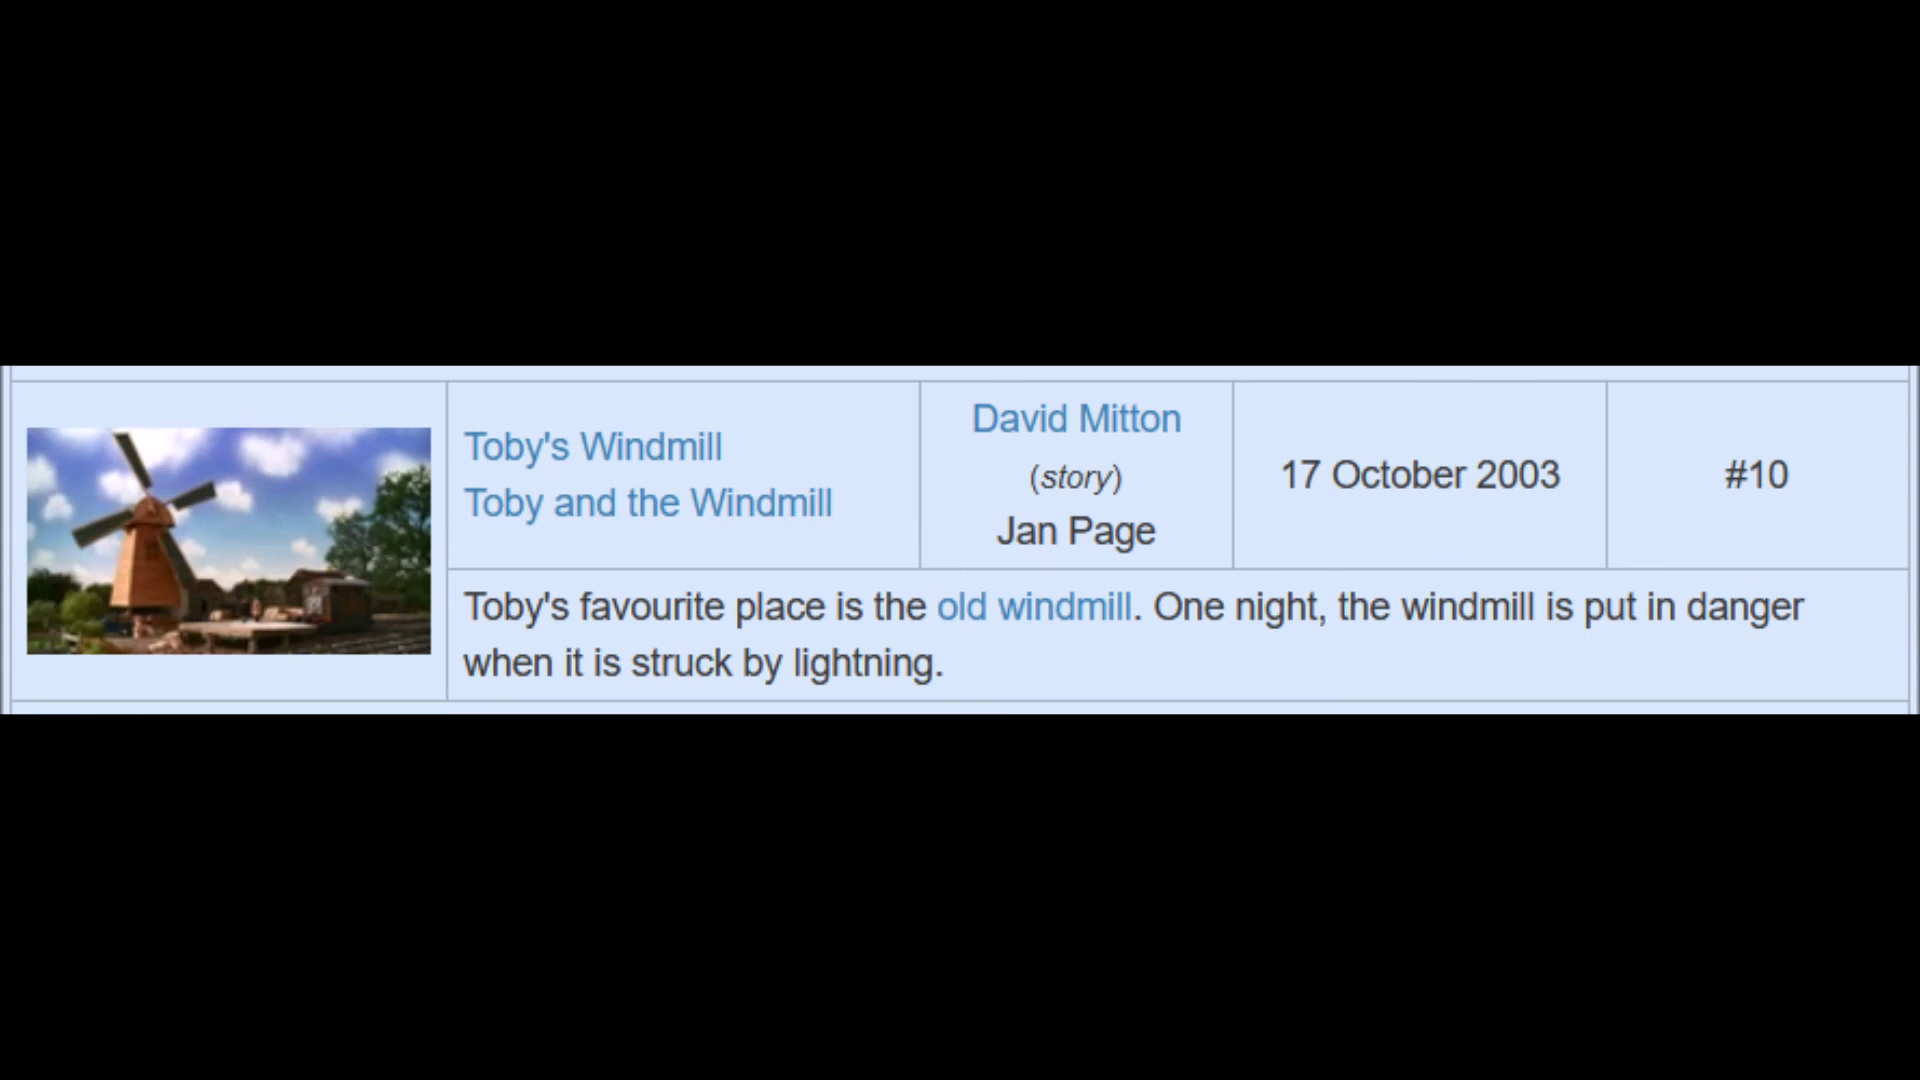 Toby's Windmill
Toby and the Windmill
David Mitton
(story)
Jan Page
17 October 2003
#10
Toby's favourite place is the old windmill. One night, the windmill is put in danger
when it is struck by lightning.